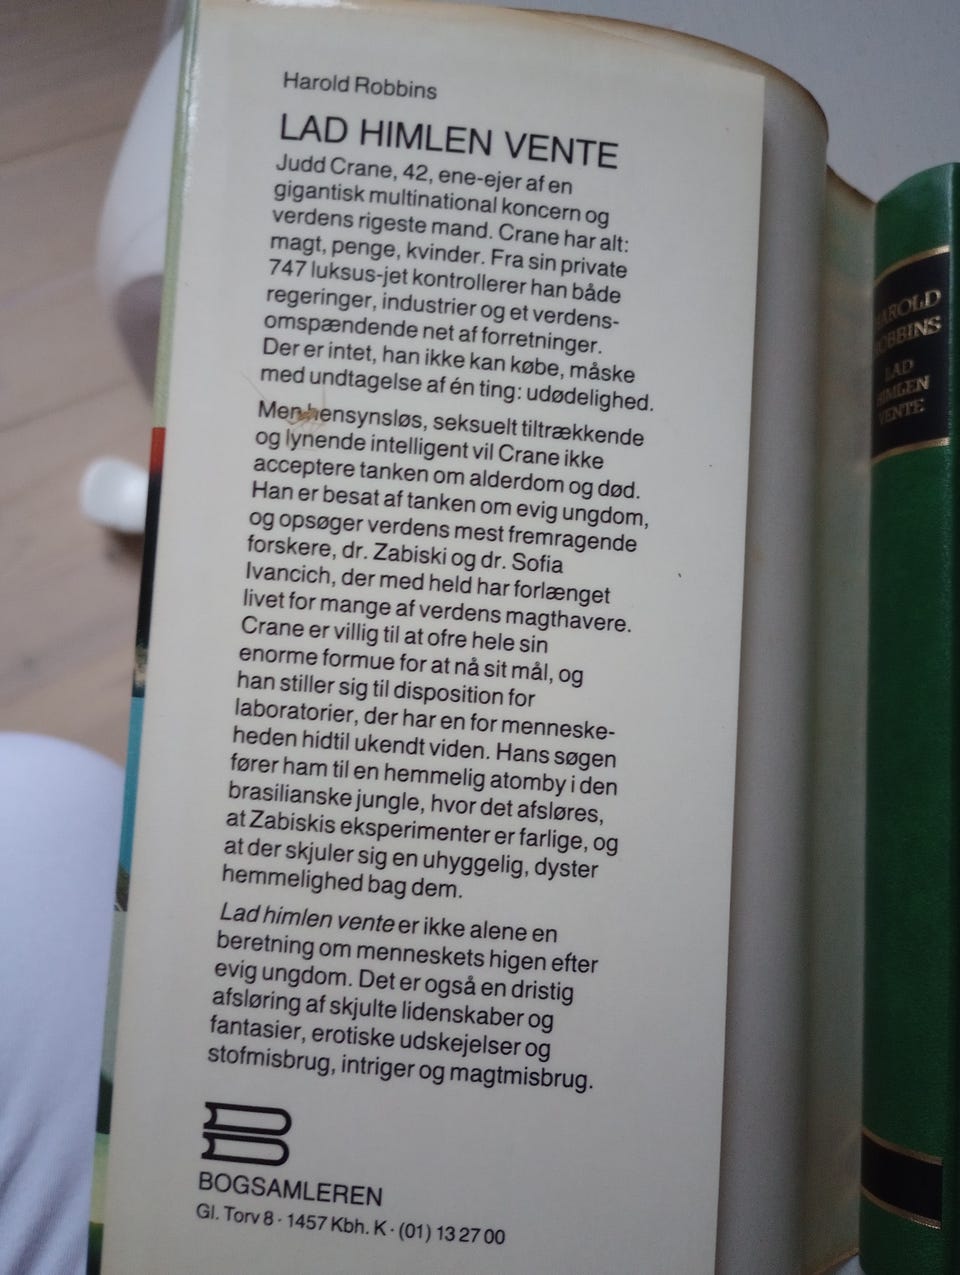 Harold Robbins
LAD HIMLEN VENTE
Judd Crane, 42, ene-ejer af en
gigantisk multinational koncern og
verdens rigeste mand. Crane har alt:
magt, penge, kvinder. Fra sin private
747 luksus-jet kontrollerer han både
regeringer, industrier og et verdens-
omspændende net af forretninger.
Der er intet, han ikke kan købe, måske
med undtagelse af én ting: udødelighed.
Men hensynsløs, seksuelt tiltrækkende
og lynende intelligent vil Crane ikke
acceptere tanken om alderdom og død.
Han er besat af tanken om evig ungdom,
og opsøger verdens mest fremragende
forskere, dr. Zabiski og dr. Sofia
Ivancich, der med held har forlænget
livet for mange af verdens magthavere.
Crane er villig til at ofre hele sin
enorme formue for at nå sit mål, og
han stiller sig til disposition for
laboratorier, der har en for menneske-
heden hidtil ukendt viden. Hans søgen
fører ham til en hemmelig atomby i den
brasilianske jungle, hvor det afsløres,
at Zabiskis eksperimenter er farlige, og
at der skjuler sig en uhyggelig, dyster
hemmelighed bag dem.
Lad himlen vente er ikke alene en
beretning om menneskets higen efter
evig ungdom. Det er også en dristig
afsløring af skjulte lidenskaber og
fantasier, erotiske udskejelser og
stofmisbrug, intriger og magtmisbrug.
BOGSAMLEREN
Gl. Torv 8 · 1457 Kbh. K · (01) 13 27 00
HAROLD
ROBBINS
LAD
HIMLEN
VENTE